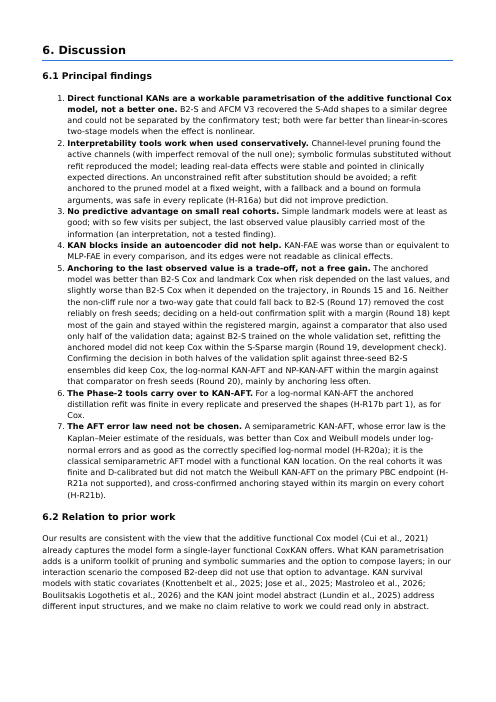 6. Discussion
6.1 Principal findings
1. Direct functional KANs are a workable parametrisation of the additive functional Cox
model, not a better one. B2-S and AFCM V3 recovered the S-Add shapes to a similar degree
and could not be separated by the confirmatory test; both were far better than linear-in-scores
two-stage models when the effect is nonlinear.
2. Interpretability tools work when used conservatively. Channel-level pruning found the
active channels (with imperfect removal of the null one); symbolic formulas substituted without
refit reproduced the model; leading real-data effects were stable and pointed in clinically
expected directions. An unconstrained refit after substitution should be avoided; a refit
anchored to the pruned model at a fixed weight, with a fallback and a bound on formula
arguments, was safe in every replicate (H-R16a) but did not improve prediction.
3. No predictive advantage on small real cohorts. Simple landmark models were at least as
good; with so few visits per subject, the last observed value plausibly carried most of the
information (an interpretation, not a tested finding).
4. KAN blocks inside an autoencoder did not help. KAN-FAE was worse than or equivalent to
MLP-FAE in every comparison, and its edges were not readable as clinical effects.
5. Anchoring to the last observed value is a trade-off, not a free gain. The anchored
model was better than B2-S Cox and landmark Cox when risk depended on the last values, and
slightly worse than B2-S Cox when it depended on the trajectory, in Rounds 15 and 16. Neither
the non-cliff rule nor a two-way gate that could fall back to B2-S (Round 17) removed the cost
reliably on fresh seeds; deciding on a held-out confirmation split with a margin (Round 18) kept
most of the gain and stayed within the registered margin, against a comparator that also used
only half of the validation data; against B2-S trained on the whole validation set, refitting the
anchored model did not keep Cox within the S-Sparse margin (Round 19, development check).
Confirming the decision in both halves of the validation split against three-seed B2-S
ensembles did keep Cox, the log-normal KAN-AFT and NP-KAN-AFT within the margin against
that comparator on fresh seeds (Round 20), mainly by anchoring less often.
6. The Phase-2 tools carry over to KAN-AFT. For a log-normal KAN-AFT the anchored
distillation refit was finite in every replicate and preserved the shapes (H-R17b part 1), as for
Cox.
7. The AFT error law need not be chosen. A semiparametric KAN-AFT, whose error law is the
Kaplan–Meier estimate of the residuals, was better than Cox and Weibull models under log-
normal errors and as good as the correctly specified log-normal model (H-R20a); it is the
classical semiparametric AFT model with a functional KAN location. On the real cohorts it was
finite and D-calibrated but did not match the Weibull KAN-AFT on the primary PBC endpoint (H-
R21a not supported), and cross-confirmed anchoring stayed within its margin on every cohort
(H-R21b).
6.2 Relation to prior work
Our results are consistent with the view that the additive functional Cox model (Cui et al., 2021)
already captures the model form a single-layer functional CoxKAN offers. What KAN parametrisation
adds is a uniform toolkit of pruning and symbolic summaries and the option to compose layers; in our
interaction scenario the composed B2-deep did not use that option to advantage. KAN survival
models with static covariates (Knottenbelt et al., 2025; Jose et al., 2025; Mastroleo et al., 2026;
Boulitsakis Logothetis et al., 2026) and the KAN joint model abstract (Lundin et al., 2025) address
different input structures, and we make no claim relative to work we could read only in abstract.